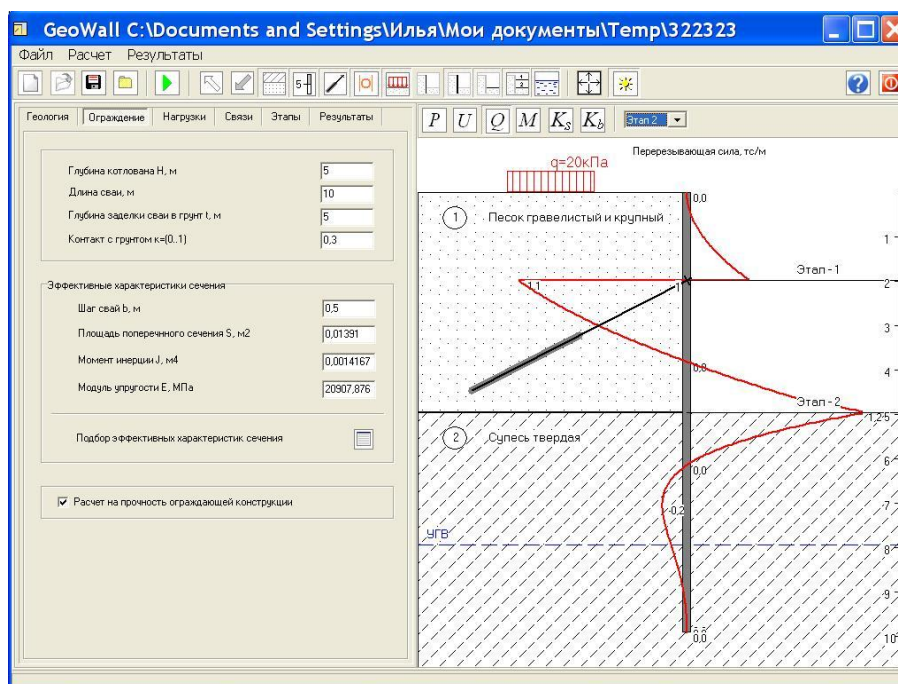 GeoWall C:\Documents and Settings\Илья\Мои документы\Temp\322323
Файл Расчет Результаты
Геология Ограждение Нагрузки Связи Этапы Результаты
P U Q M Ks Kb Этап 2
Глубина котлована H, м 5
Длина сваи, м 10
Глубина заделки сваи в грунт t, м 5
Контакт с грунтом к=(0..1) 0,3
Эффективные характеристики сечения
Шаг свай b, м 0,5
Площадь поперечнного сечения S, м2 0,01391
Момент инерции J, м4 0,0014167
Модуль упругости E, МПа 20907,876
Подбор эффективных характеристик сечения
Расчет на прочность ограждающей конструкции
Перерезывающая сила, тс/м
q=20кПа
0,0
1 Песок гравелистый и крупный
1
Этап-1
-1,1
1
2
3
0,0
4
Этап-2
1,25
2 Супесь твердая
6
0,0
7
-0,2
УГВ
8
9
0,0
10